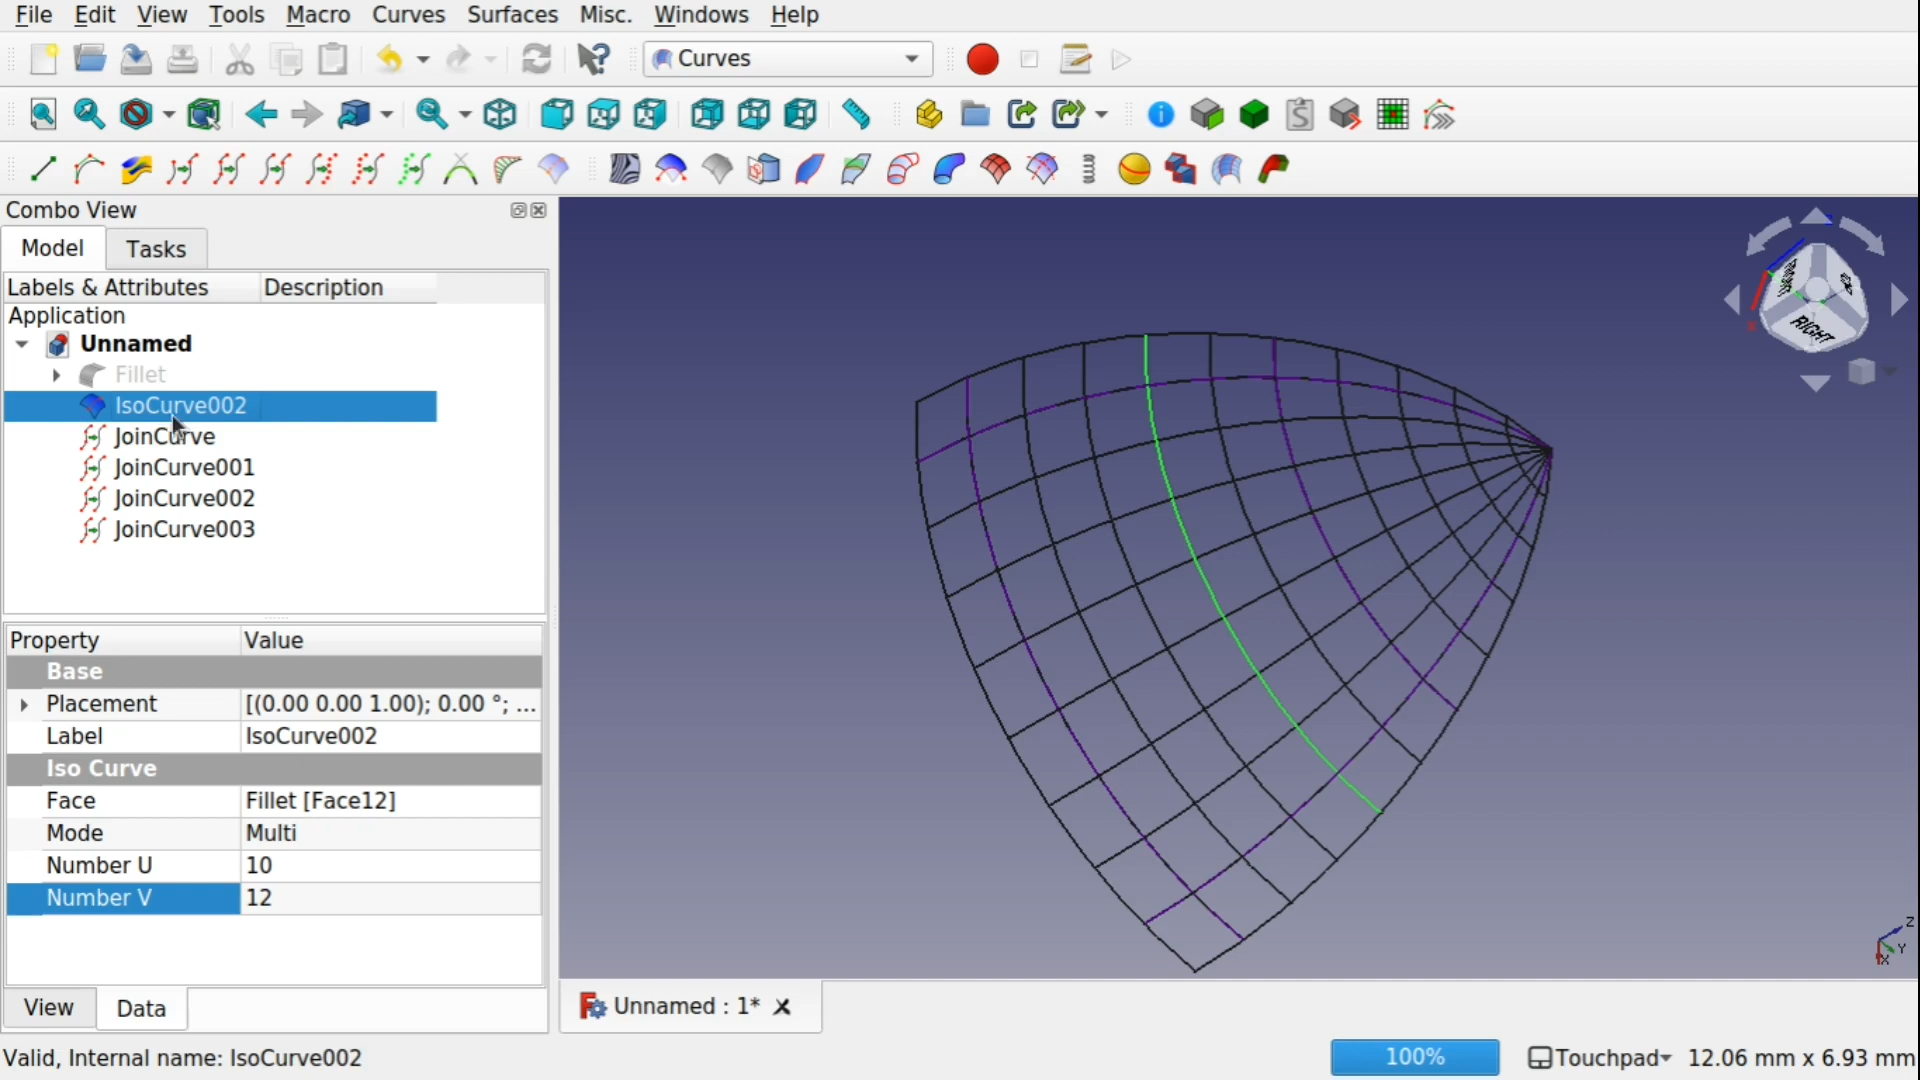 File Edit View Tools Macro Curves Surfaces Misc. Windows Help
Curves
Combo View
Model Tasks
Labels & Attributes Description
Application
Unnamed
Fillet
IsoCurve002
JoinCurve
JoinCurve001
JoinCurve002
JoinCurve003
Property Value
Base
Placement [(0.00 0.00 1.00); 0.00 °; ...
Label IsoCurve002
Iso Curve
Face Fillet [Face12]
Mode Multi
Number U 10
Number V 12
View Data
RIGHT
Z
Y
X
Unnamed : 1*
Valid, Internal name: IsoCurve002
100% Touchpad 12.06 mm x 6.93 mm